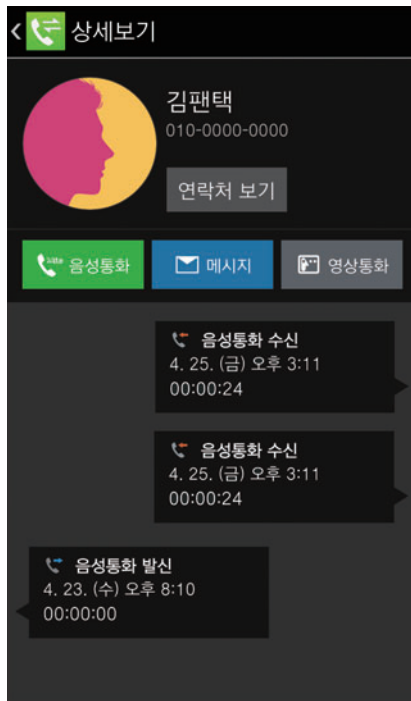 상세보기
김팬택
010-0000-0000
연락처 보기
음성통화
메시지
영상통화
음성통화 수신
4. 25. (금) 오후 3:11
00:00:24
음성통화 수신
4. 25. (금) 오후 3:11
00:00:24
음성통화 발신
4. 23. (수) 오후 8:10
00:00:00